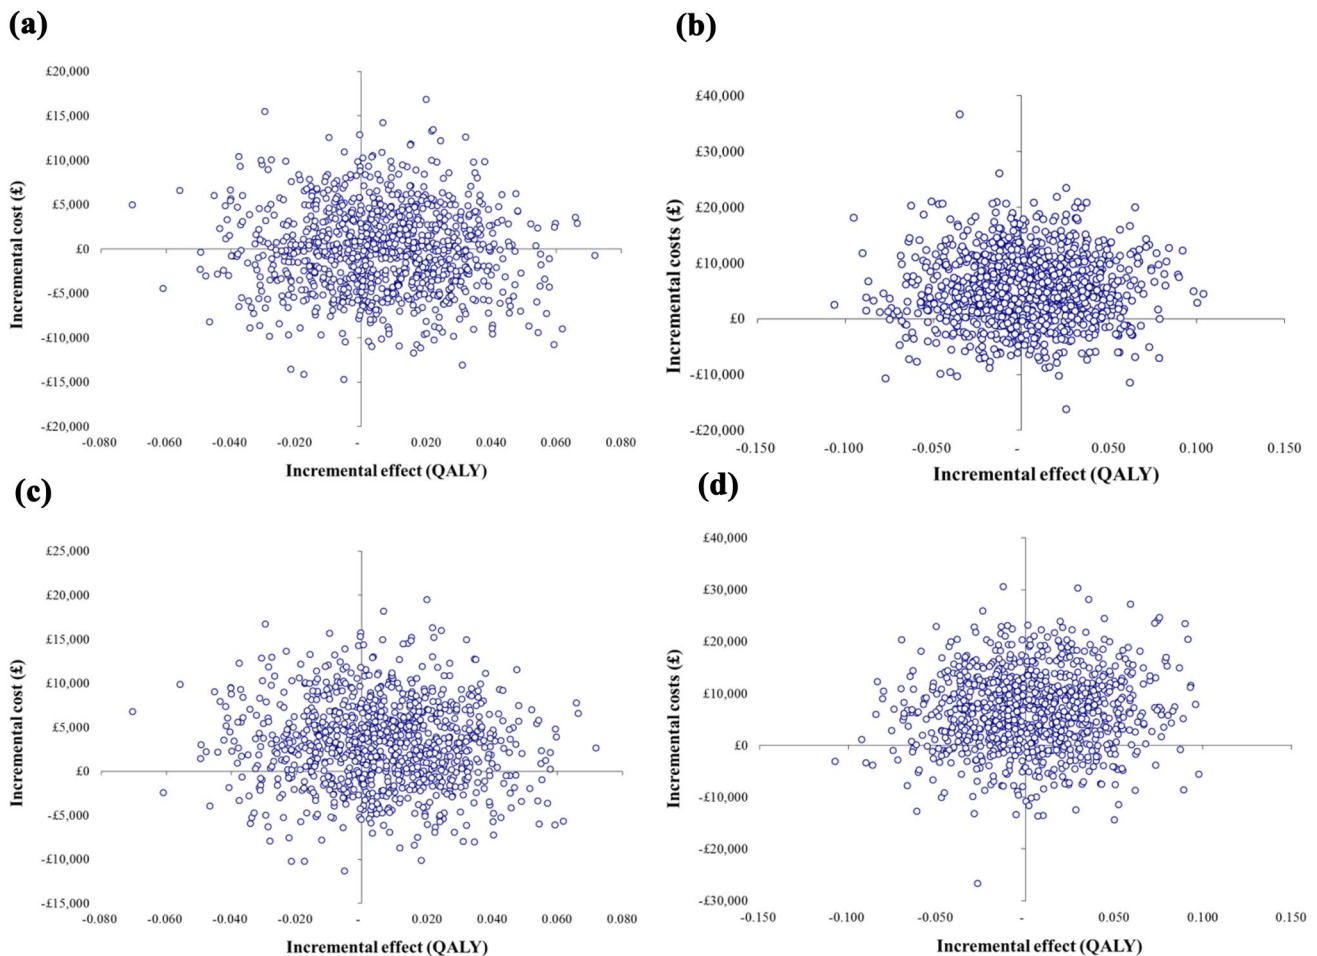 (a)
£20,000
£15,000
£10,000
£5,000
£0
-£5,000
-£10,000
-£15,000
-£20,000
Incremental cost (£)
-0.080 -0.060 -0.040 -0.020 - 0.020 0.040 0.060 0.080
Incremental effect (QALY)
(b)
£40,000
£30,000
£20,000
£10,000
£0
-£10,000
-£20,000
Incremental costs (£)
-0.150 -0.100 -0.050 - 0.050 0.100 0.150
Incremental effect (QALY)
(c)
£25,000
£20,000
£15,000
£10,000
£5,000
£0
-£5,000
-£10,000
-£15,000
Incremental cost (£)
-0.080 -0.060 -0.040 -0.020 - 0.020 0.040 0.060 0.080
Incremental effect (QALY)
(d)
£40,000
£30,000
£20,000
£10,000
£0
-£10,000
-£20,000
-£30,000
Incremental costs (£)
-0.150 -0.100 -0.050 - 0.050 0.100 0.150
Incremental effect (QALY)